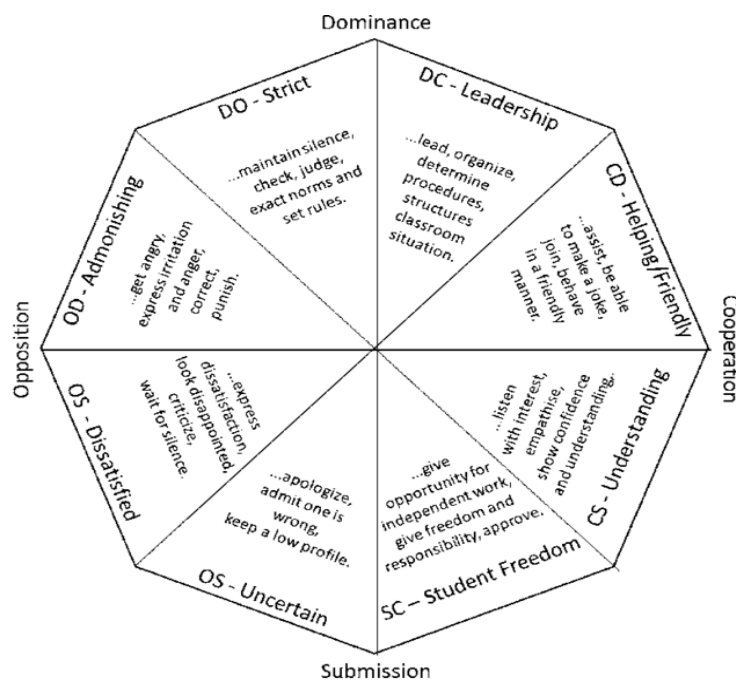 Dominance
DO - Strict
...maintain silence,
check, judge,
exact norms and
set rules.
DC - Leadership
...lead, organize,
determine
procedures,
structures
classroom
situation.
OD - Admonishing
...get angry,
express irritation
and anger,
correct,
punish.
CD - Helping/Friendly
...assist, be able
to make a joke,
join, behave
in a friendly
manner.
Opposition
Cooperation
OS - Dissatisfied
...express
dissatisfaction,
look disappointed,
criticize,
wait for silence.
CS - Understanding
...listen
with interest,
empathise,
show confidence
and understanding..
OS - Uncertain
...apologize,
admit one is
wrong,
keep a low profile.
SC – Student Freedom
...give
opportunity for
independent work,
give freedom and
responsibility, approve.
Submission